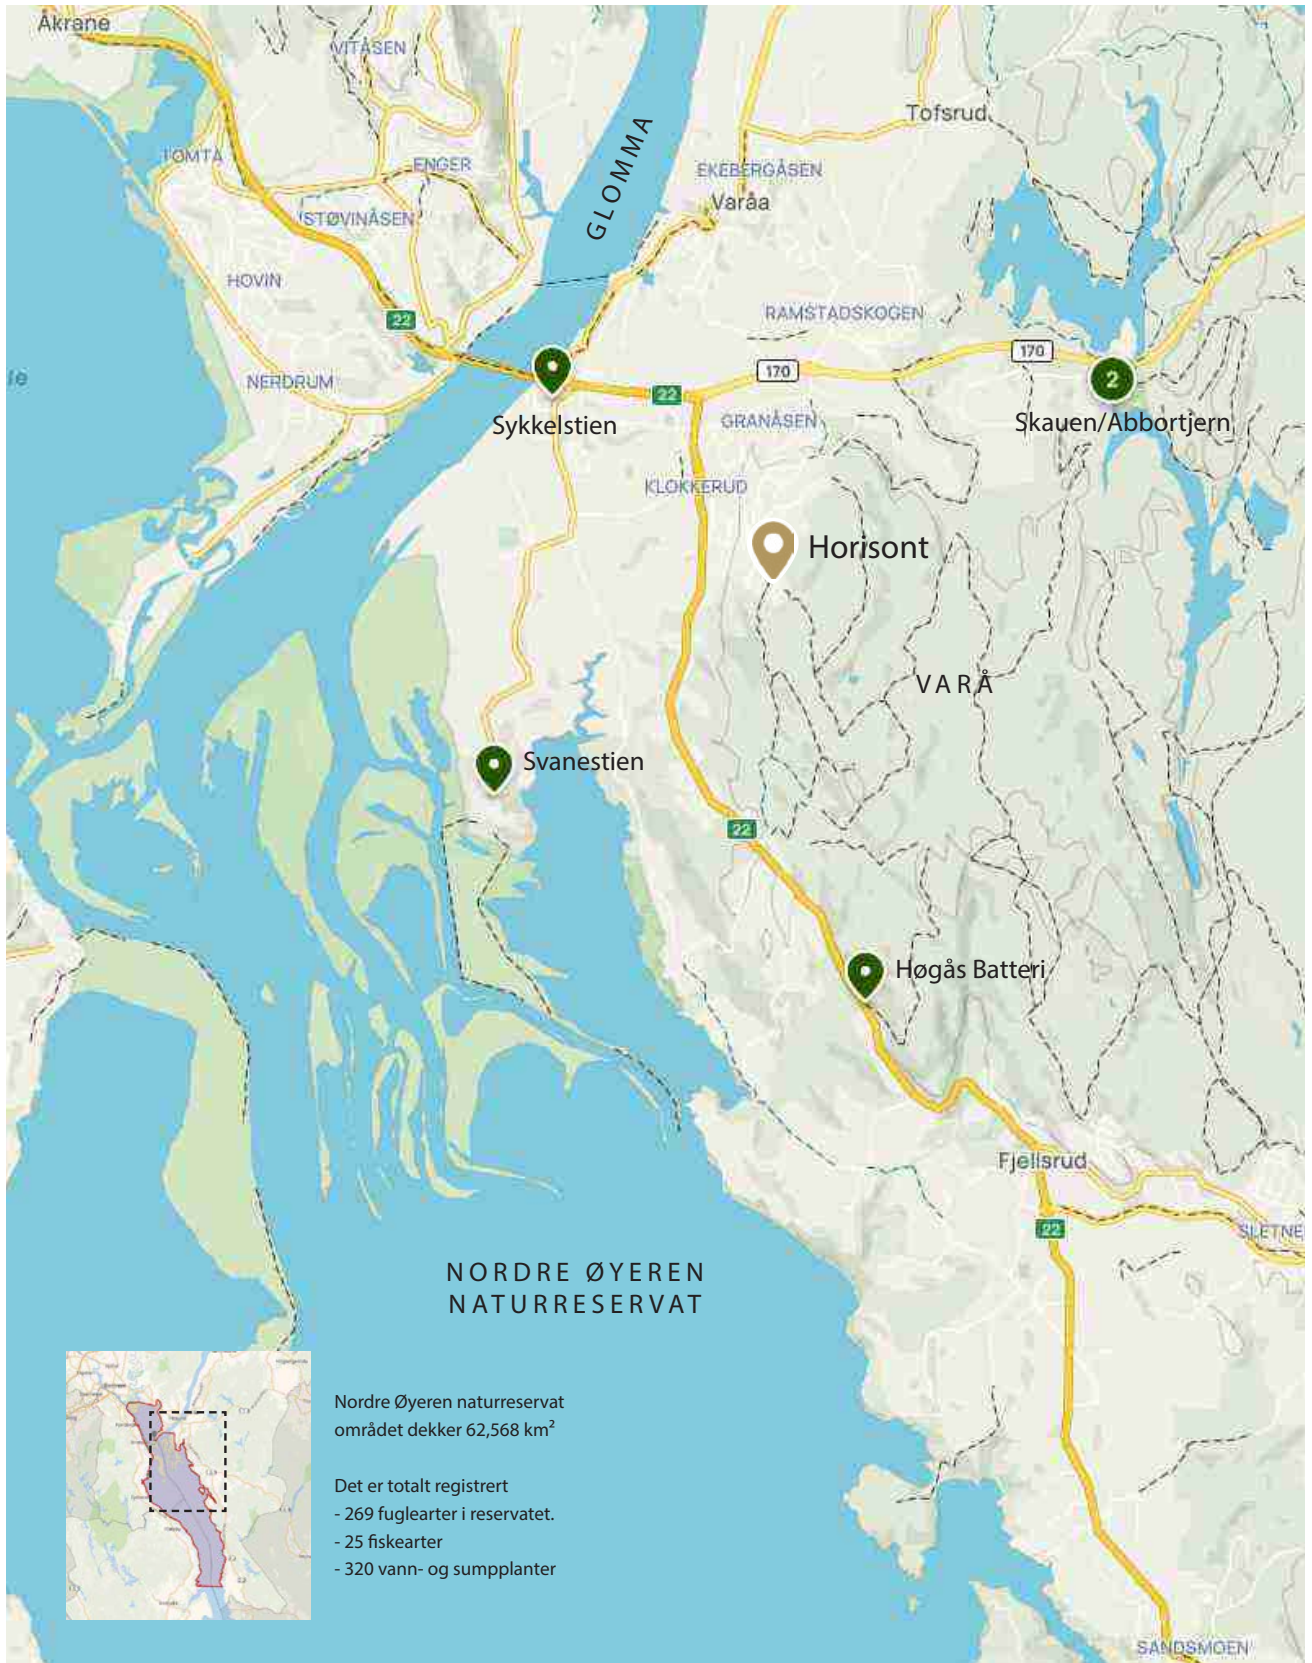 Åkrane
VITÅSEN
GLOMMA
Tofsrud
TOMTA
ENGER
EKEBERGÅSEN
Varåa
STØVINÅSEN
HOVIN
RAMSTADSKOGEN
22
170
170
NERDRUM
22
2
Sykkelstien
GRANÅSEN
Skauen/Abbortjern
KLOKKERUD
Horisont
VARÅ
Svanestien
22
Høgås Batteri
Fjellsrud
22
NORDRE ØYEREN
NATURRESERVAT
Nordre Øyeren naturreservat
området dekker 62,568 km²
Det er totalt registrert
- 269 fuglearter i reservatet.
- 25 fiskearter
- 320 vann- og sumpplanter
SANDSMOEN